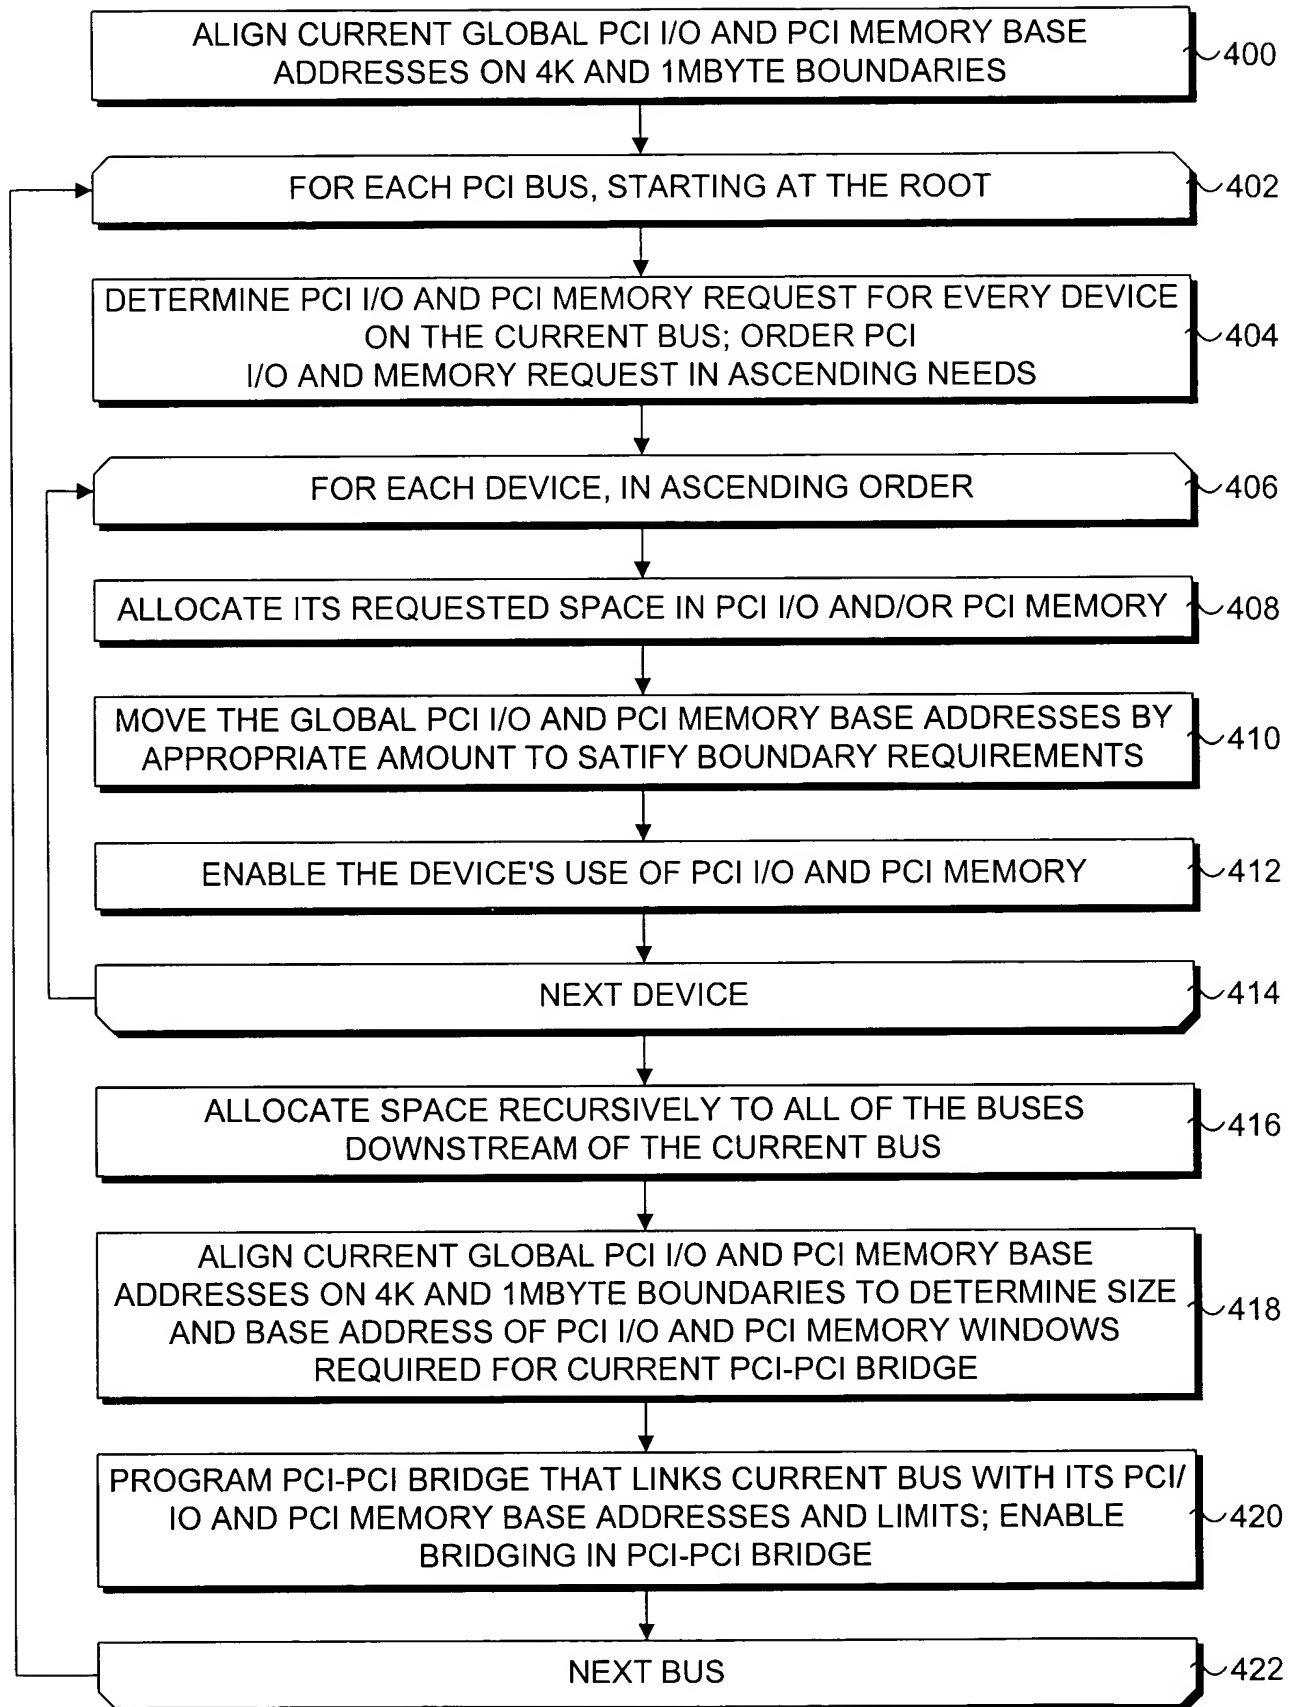 ALIGN CURRENT GLOBAL PCI I/O AND PCI MEMORY BASE
ADDRESSES ON 4K AND 1MBYTE BOUNDARIES
400
FOR EACH PCI BUS, STARTING AT THE ROOT
402
DETERMINE PCI I/O AND PCI MEMORY REQUEST FOR EVERY DEVICE
ON THE CURRENT BUS; ORDER PCI
I/O AND MEMORY REQUEST IN ASCENDING NEEDS
404
FOR EACH DEVICE, IN ASCENDING ORDER
406
ALLOCATE ITS REQUESTED SPACE IN PCI I/O AND/OR PCI MEMORY
408
MOVE THE GLOBAL PCI I/O AND PCI MEMORY BASE ADDRESSES BY
APPROPRIATE AMOUNT TO SATIFY BOUNDARY REQUIREMENTS
410
ENABLE THE DEVICE'S USE OF PCI I/O AND PCI MEMORY
412
NEXT DEVICE
414
ALLOCATE SPACE RECURSIVELY TO ALL OF THE BUSES
DOWNSTREAM OF THE CURRENT BUS
416
ALIGN CURRENT GLOBAL PCI I/O AND PCI MEMORY BASE
ADDRESSES ON 4K AND 1MBYTE BOUNDARIES TO DETERMINE SIZE
AND BASE ADDRESS OF PCI I/O AND PCI MEMORY WINDOWS
REQUIRED FOR CURRENT PCI-PCI BRIDGE
418
PROGRAM PCI-PCI BRIDGE THAT LINKS CURRENT BUS WITH ITS PCI/
IO AND PCI MEMORY BASE ADDRESSES AND LIMITS; ENABLE
BRIDGING IN PCI-PCI BRIDGE
420
NEXT BUS
422